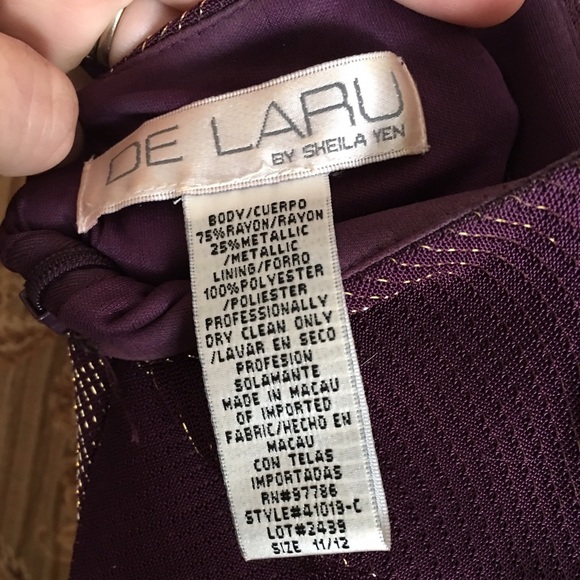 DE LARU
BY SHEILA YEN
BODY/CUERPO
75%RAYON/RAYON
25%METALLIC
/METALLIC
LINING/FORRO
100%POLYESTER
/POLIESTER
PROFESSIONALLY
DRY CLEAN ONLY
/LAVAR EN SECO
PROFESION
SOLAMANTE
MADE IN MACAU
OF IMPORTED
FABRIC/HECHO EN
MACAU
CON TELAS
IMPORTADAS
RN#97786
STYLE#41019-C
LOT#2439
SIZE 11/12